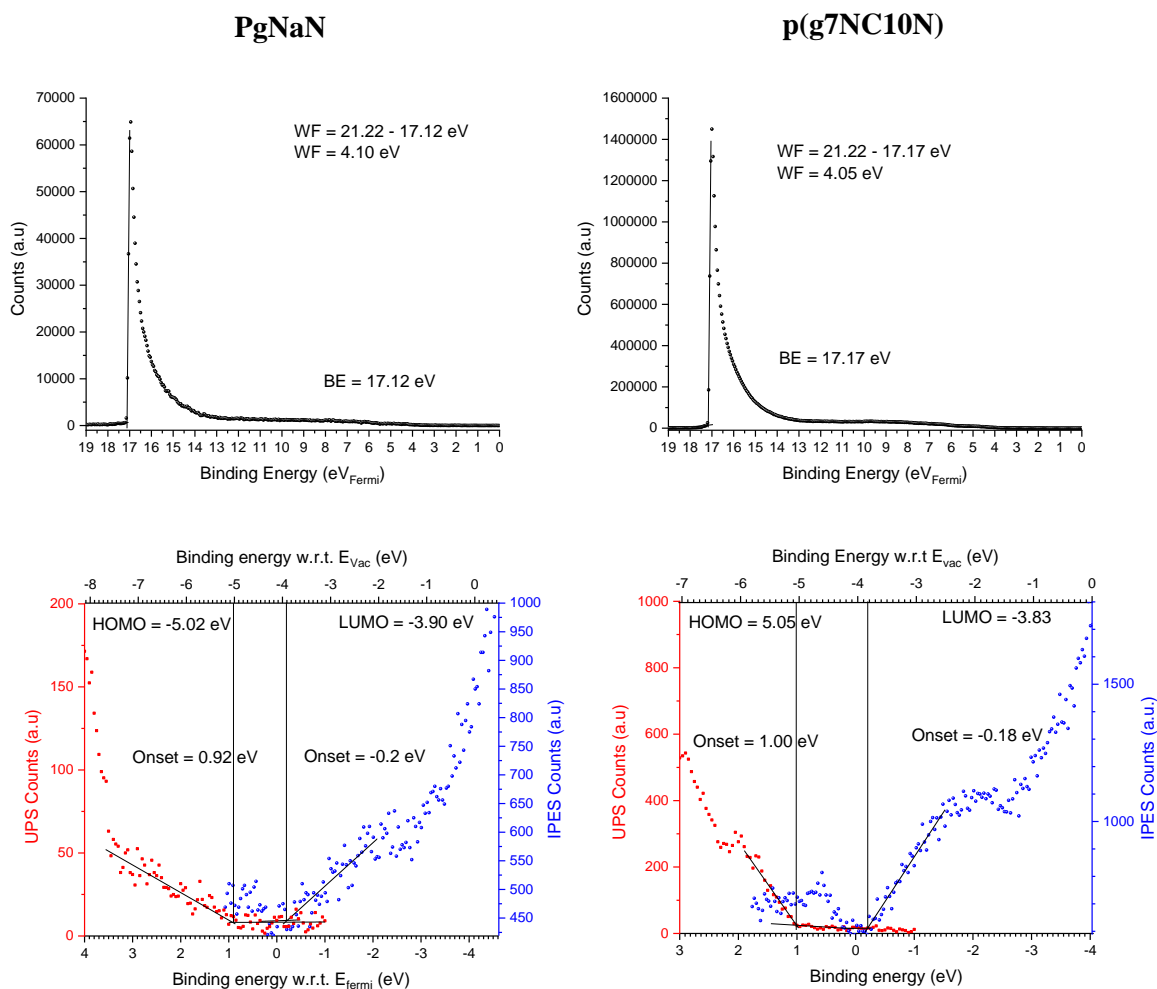 PgNaN
p(g7NC10N)
70000
60000
50000
40000
30000
20000
10000
0
Counts (a.u)
WF = 21.22 - 17.12 eV
WF = 4.10 eV
BE = 17.12 eV
19 18 17 16 15 14 13 12 11 10 9 8 7 6 5 4 3 2 1 0
Binding Energy (eVFermi)
1600000
1400000
1200000
1000000
800000
600000
400000
200000
0
Counts (a.u)
WF = 21.22 - 17.17 eV
WF = 4.05 eV
BE = 17.17 eV
19 18 17 16 15 14 13 12 11 10 9 8 7 6 5 4 3 2 1 0
Binding Energy (eVFermi)
Binding energy w.r.t. EVac (eV)
-8 -7 -6 -5 -4 -3 -2 -1 0
200
150
100
50
0
UPS Counts (a.u)
HOMO = -5.02 eV
LUMO = -3.90 eV
Onset = 0.92 eV
Onset = -0.2 eV
1000
950
900
850
800
750
700
650
600
550
500
450
IPES Counts (a.u)
4 3 2 1 0 -1 -2 -3 -4
Binding energy w.r.t. Efermi (eV)
Binding Energy w.r.t Evac (eV)
-7 -6 -5 -4 -3 -2 -1 0
1000
800
600
400
200
0
UPS Counts (a.u)
HOMO = 5.05 eV
LUMO = -3.83
Onset = 1.00 eV
Onset = -0.18 eV
1500
1000
IPES Counts (a.u.)
3 2 1 0 -1 -2 -3 -4
Binding energy (eV)